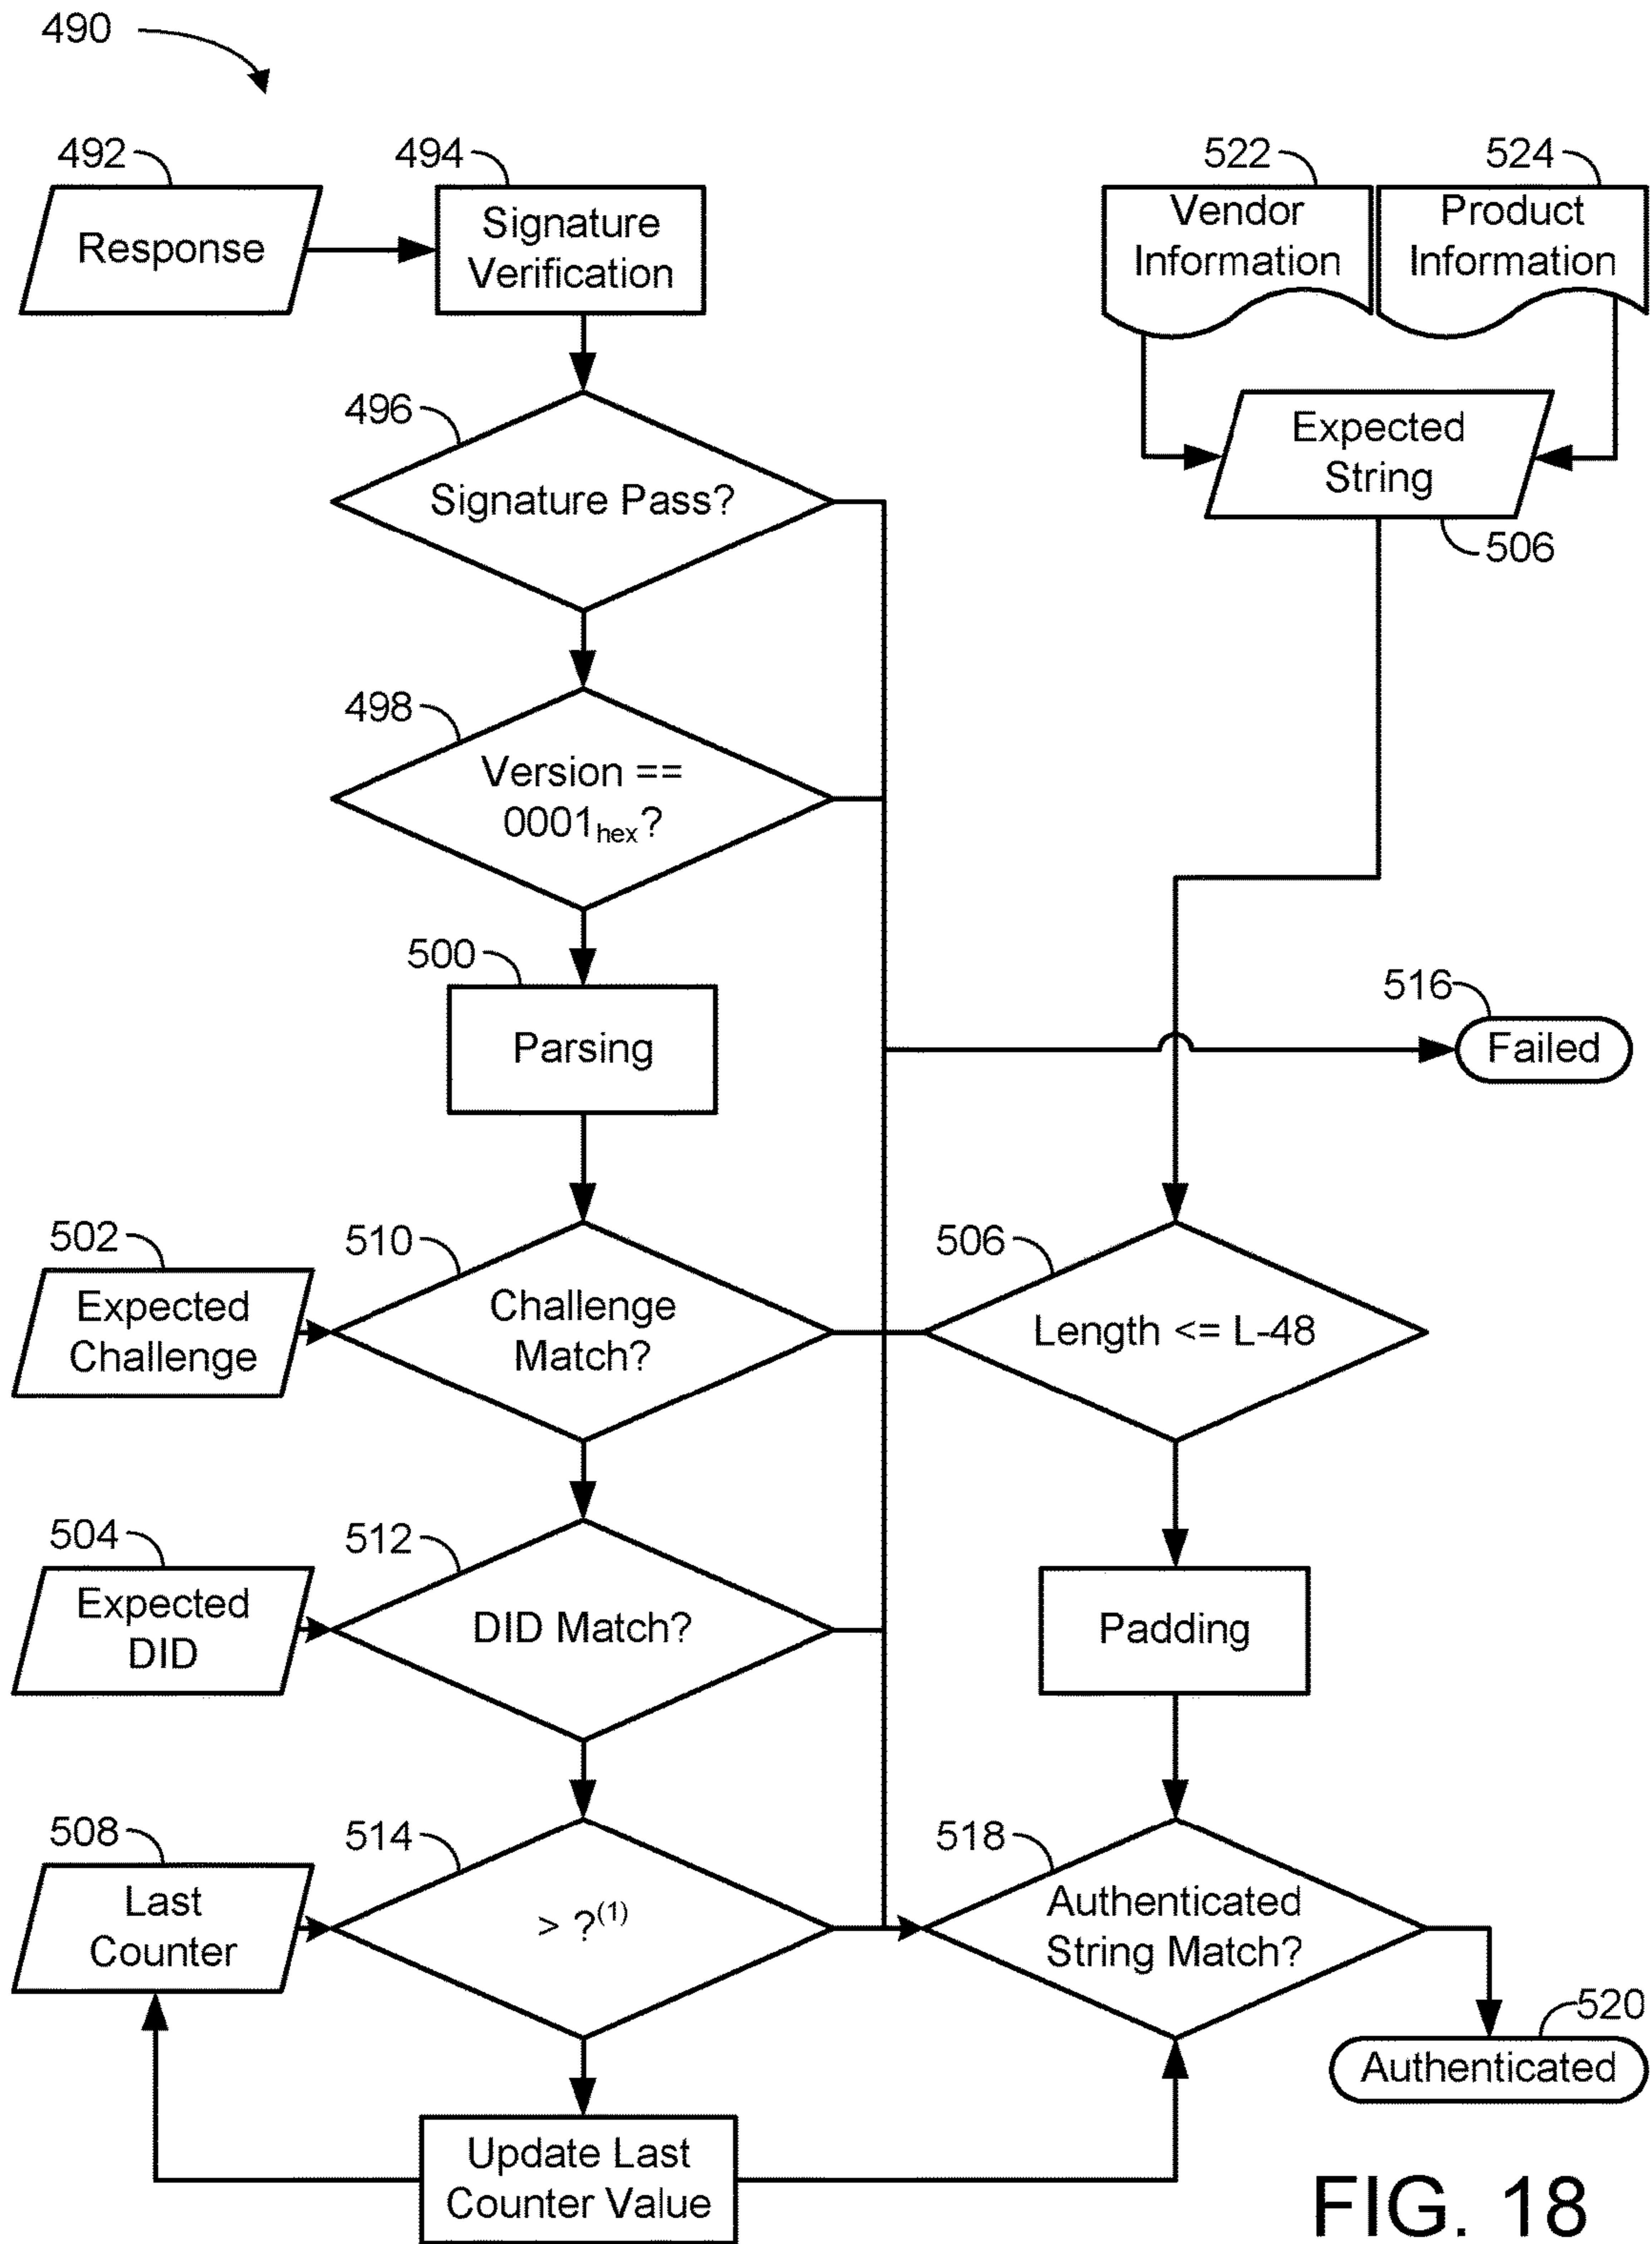 490
492
494
522
524
Response
Signature
Verification
Vendor
Information
Product
Information
496
Signature Pass?
Expected
String
506
498
Version ==
0001hex?
500
Parsing
516
Failed
502
510
506
Expected
Challenge
Challenge
Match?
Length <= L-48
504
512
Expected
DID
DID Match?
Padding
508
514
518
Last
Counter
> ?(1)
Authenticated
String Match?
520
Authenticated
Update Last
Counter Value
FIG. 18